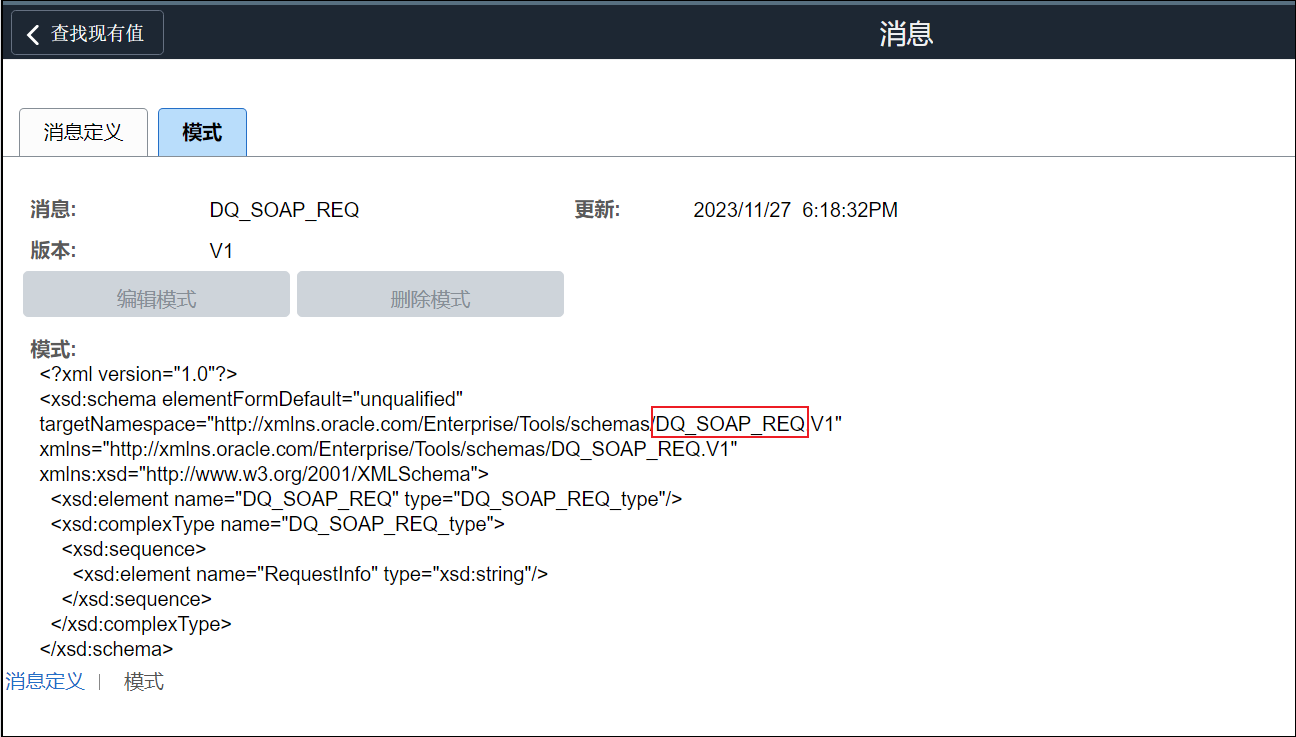 查找现有值
消息
消息定义 模式
消息: DQ_SOAP_REQ 更新: 2023/11/27 6:18:32PM
版本: V1
编辑模式 删除模式
模式:
<?xml version="1.0"?>
<xsd:schema elementFormDefault="unqualified"
targetNamespace="http://xmlns.oracle.com/Enterprise/Tools/schemas/DQ_SOAP_REQ.V1"
xmlns="http://xmlns.oracle.com/Enterprise/Tools/schemas/DQ_SOAP_REQ.V1"
xmlns:xsd="http://www.w3.org/2001/XMLSchema">
<xsd:element name="DQ_SOAP_REQ" type="DQ_SOAP_REQ_type"/>
<xsd:complexType name="DQ_SOAP_REQ_type">
<xsd:sequence>
<xsd:element name="RequestInfo" type="xsd:string"/>
</xsd:sequence>
</xsd:complexType>
</xsd:schema>
消息定义 | 模式